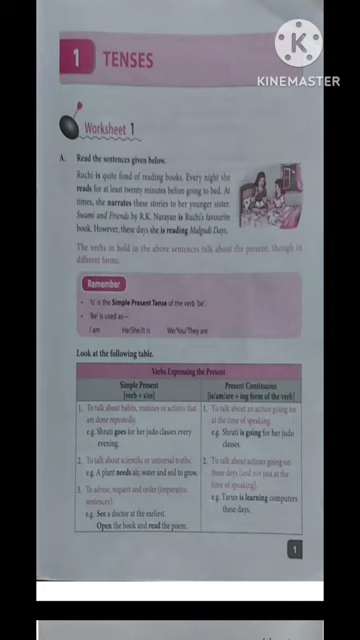 KINEMASTER
1 TENSES
Worksheet 1
A. Read the sentences given below.
Ruchi is quite fond of reading books. Every night she
reads for at least twenty minutes before going to bed. At
times, she narrates these stories to her younger sister.
Swami and Friends by R.K. Narayan is Ruchi's favourite
book. However, these days she is reading Malgudi Days.
The verbs in bold in the above sentences talk about the present, though in
different forms.
Remember
• 'Is' is the Simple Present Tense of the verb 'be'.
• 'Be' is used as—
I am He/She/It is We/You/They are
Look at the following table.
Verbs Expressing the Present
Simple Present
[verb + s/es]
1. To talk about habits, routines or actions that
are done repeatedly.
e.g. Shruti goes for her judo classes every
evening.
2. To talk about scientific or universal truths.
e.g. A plant needs air, water and soil to grow.
3. To advise, request and order (imperative
sentences).
e.g. See a doctor at the earliest.
Open the book and read the poem.
Present Continuous
[is/am/are + ing form of the verb]
1. To talk about an action going on
at the time of speaking.
e.g. Shruti is going for her judo
classes.
2. To talk about actions going on
these days [and not just at the
time of speaking].
e.g. Tarun is learning computers
these days.
1